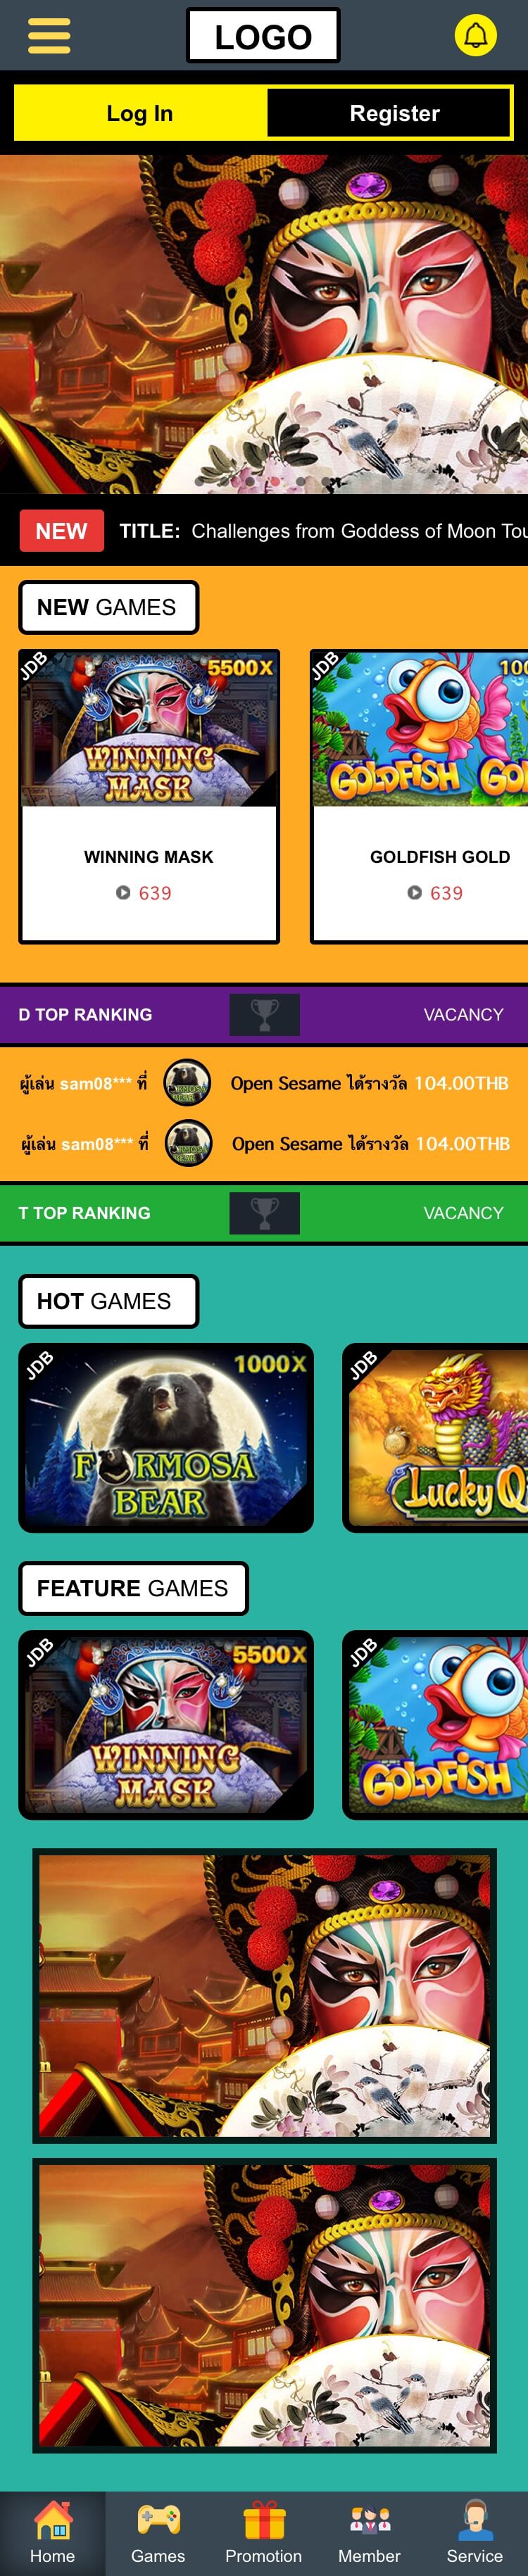 LOGO
Log In Register
NEW TITLE: Challenges from Goddess of Moon
NEW GAMES
JDB 5500X
WINNING
MASK
JDB
GOLDFISH
WINNING MASK
639
GOLDFISH GOLD
639
D TOP RANKING VACANCY
ผู้เล่น sam08*** ที่ Open Sesame ได้รางวัล 104.00THB
ผู้เล่น sam08*** ที่ Open Sesame ได้รางวัล 104.00THB
T TOP RANKING VACANCY
HOT GAMES
JDB 1000X
FORMOSA
BEAR
JDB
Lucky
FEATURE GAMES
JDB 5500X
WINNING
MASK
JDB
GOLDFISH
Home Games Promotion Member Service